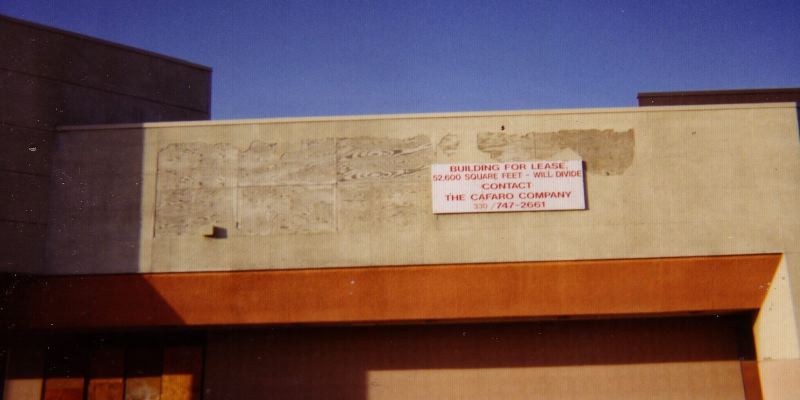 BUILDING FOR LEASE
52,600 SQUARE FEET - WILL DIVIDE
CONTACT
THE CAFARO COMPANY
330/747-2661